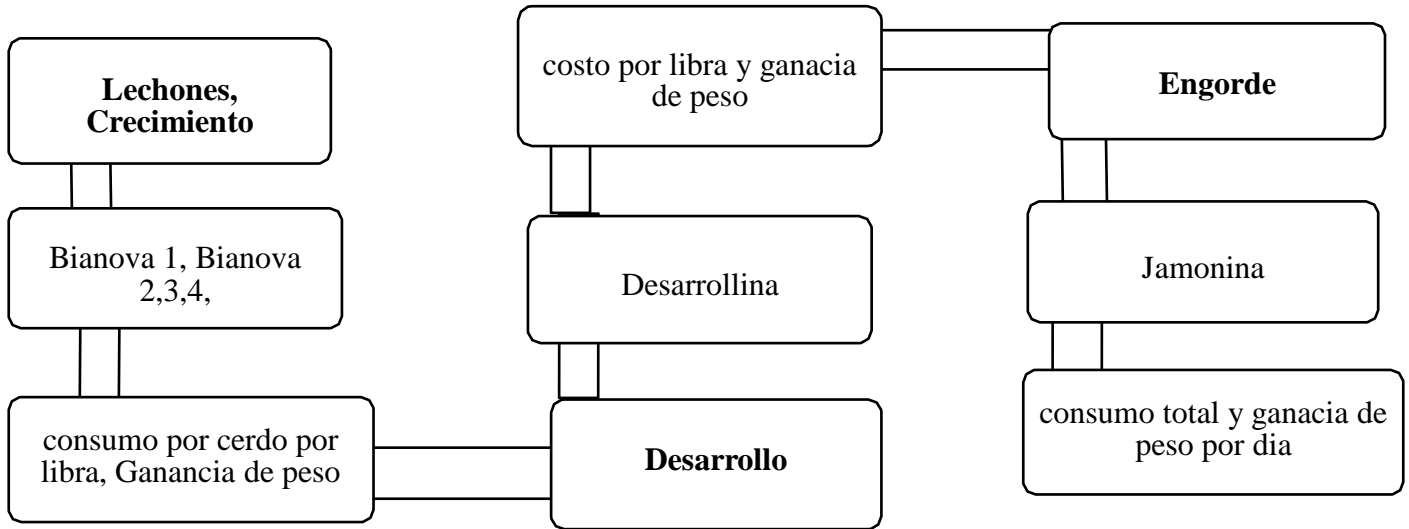 Lechones,
Crecimiento
Bianova 1, Bianova
2,3,4,
consumo por cerdo por
libra, Ganancia de peso
Desarrollo
Desarrollina
costo por libra y ganacia
de peso
Engorde
Jamonina
consumo total y ganacia de
peso por dia